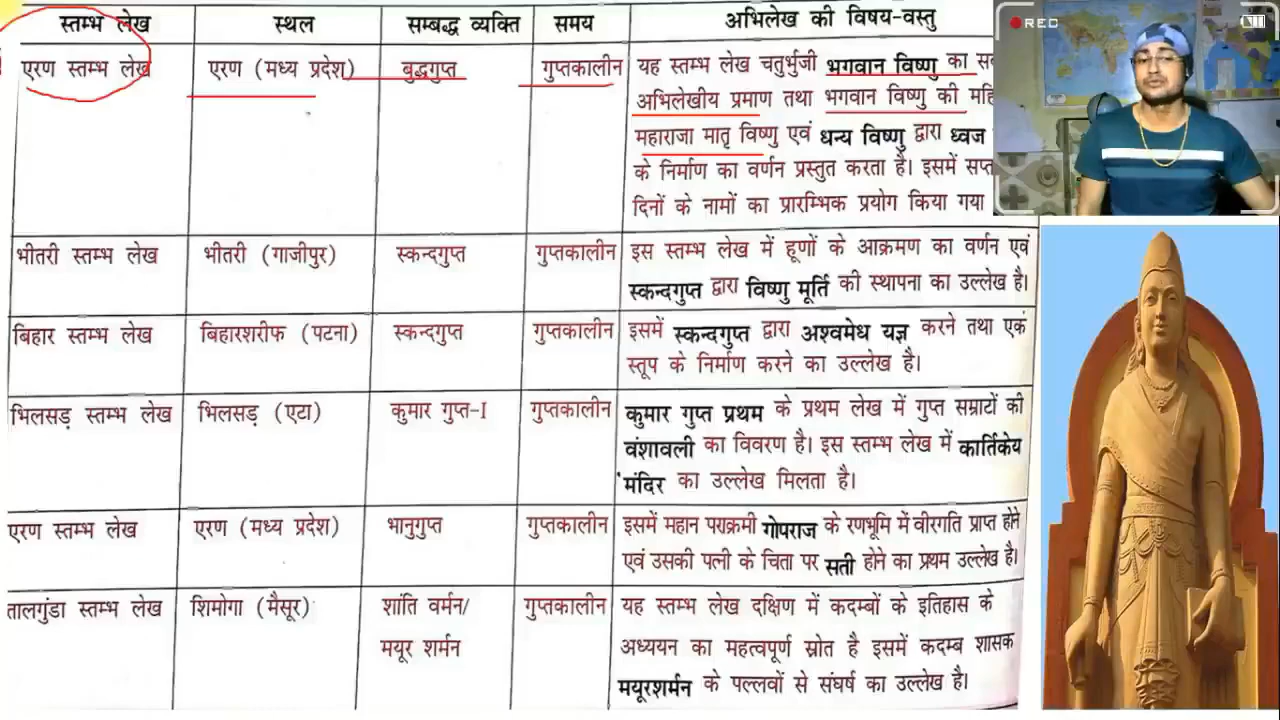 स्तम्भ लेख स्थल सम्बद्ध व्यक्ति समय अभिलेख की विषय-वस्तु
एरण स्तम्भ लेख एरण (मध्य प्रदेश) बुद्धगुप्त गुप्तकालीन यह स्तम्भ लेख चतुर्भुजी भगवान विष्णु का
अभिलेखीय प्रमाण तथा भगवान विष्णु की
महाराजा मातृ विष्णु एवं धन्य विष्णु द्वारा ध्वज
के निर्माण का वर्णन प्रस्तुत करता है। इसमें
दिनों के नामों का प्रारम्भिक प्रयोग किया गया
भीतरी स्तम्भ लेख भीतरी (गाजीपुर) स्कन्दगुप्त गुप्तकालीन इस स्तम्भ लेख में हूणों के आक्रमण का वर्णन एवं
स्कन्दगुप्त द्वारा विष्णु मूर्ति की स्थापना का उल्लेख है।
बिहार स्तम्भ लेख बिहारशरीफ (पटना) स्कन्दगुप्त गुप्तकालीन इसमें स्कन्दगुप्त द्वारा अश्वमेध यज्ञ करने तथा एक
स्तूप के निर्माण करने का उल्लेख है।
भिलसड़ स्तम्भ लेख भिलसड़ (एटा) कुमार गुप्त-I गुप्तकालीन कुमार गुप्त प्रथम के प्रथम लेख में गुप्त सम्राटों की
वंशावली का विवरण है। इस स्तम्भ लेख में कार्तिकेय
मंदिर का उल्लेख मिलता है।
एरण स्तम्भ लेख एरण (मध्य प्रदेश) भानुगुप्त गुप्तकालीन इसमें महान पराक्रमी गोपराज के रणभूमि में वीरगति प्राप्त होने
एवं उसकी पत्नी के चिता पर सती होने का प्रथम उल्लेख है।
तालगुंडा स्तम्भ लेख शिमोगा (मैसूर) शांति वर्मन/ गुप्तकालीन यह स्तम्भ लेख दक्षिण में कदम्बों के इतिहास के
मयूर शर्मन अध्ययन का महत्वपूर्ण स्रोत है इसमें कदम्ब शासक
मयूरशर्मन के पल्लवों से संघर्ष का उल्लेख है।
REC